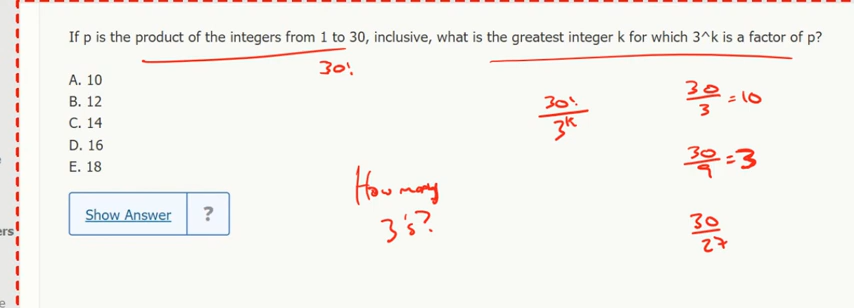 If p is the product of the integers from 1 to 30, inclusive, what is the greatest integer k for which 3^k is a factor of p?
30!
A. 10
B. 12
C. 14
D. 16
E. 18
30!
3^k
30
3
= 10
30
9
= 3
30
27
How many
3's?
Show Answer
?
ers
e